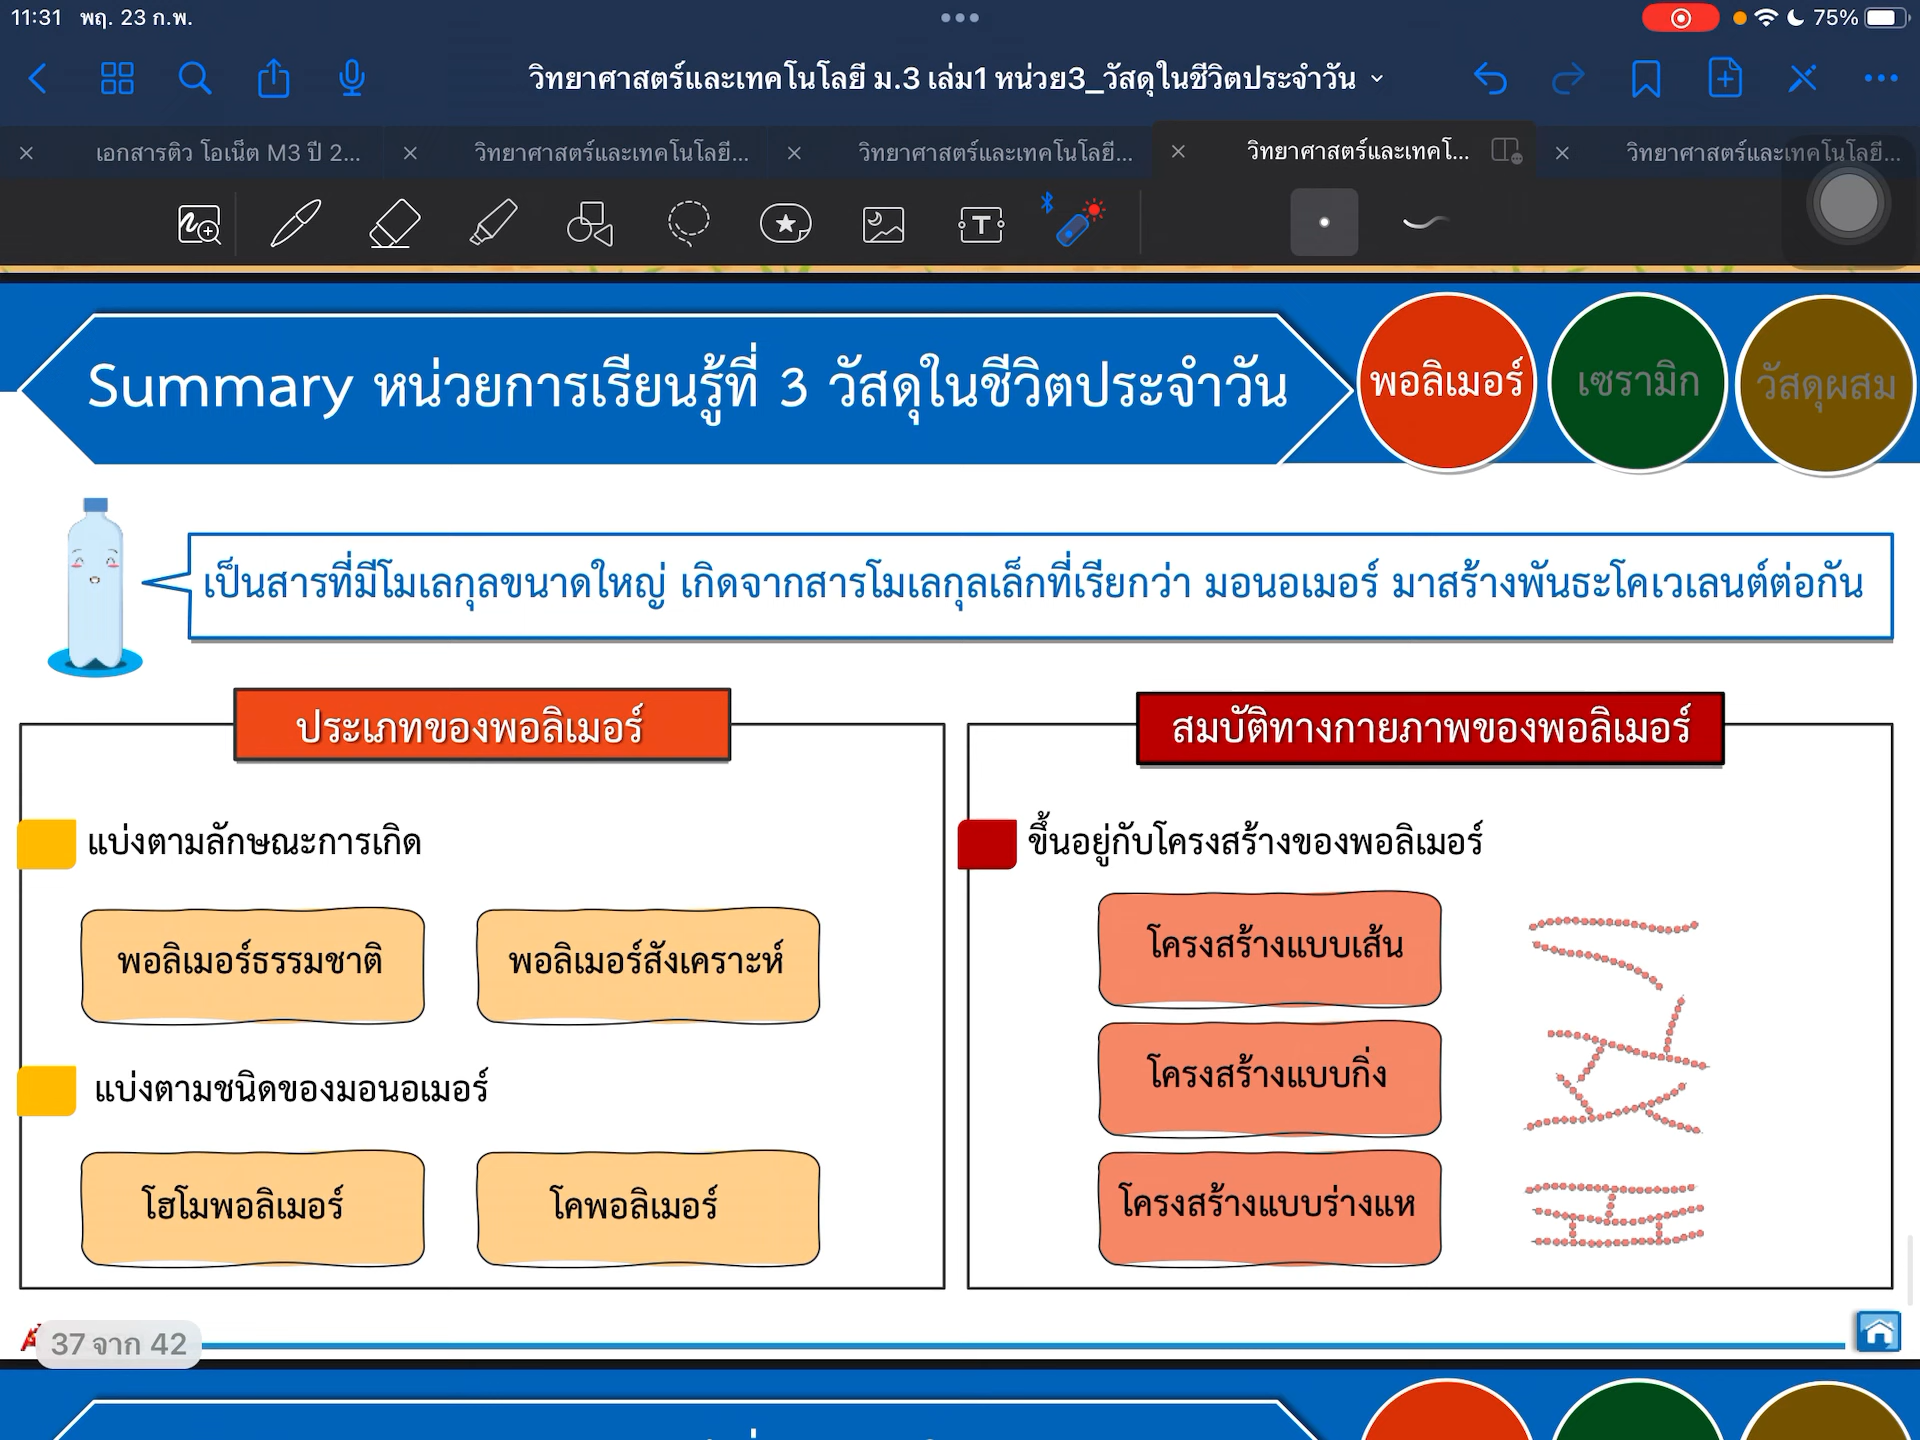 11:31 พฤ. 23 ก.พ.
75%
วิทยาศาสตร์และเทคโนโลยี ม.3 เล่ม1 หน่วย3_วัสดุในชีวิตประจำวัน
เอกสารติว โอเน็ต M3 ปี 2...
วิทยาศาสตร์และเทคโนโลยี...
วิทยาศาสตร์และเทคโนโลยี...
วิทยาศาสตร์และเทคโ...
วิทยาศาสตร์และเทคโนโลยี...
T
Summary หน่วยการเรียนรู้ที่ 3 วัสดุในชีวิตประจำวัน
พอลิเมอร์
เซรามิก
วัสดุผสม
เป็นสารที่มีโมเลกุลขนาดใหญ่ เกิดจากสารโมเลกุลเล็กที่เรียกว่า มอนอเมอร์ มาสร้างพันธะโคเวเลนต์ต่อกัน
ประเภทของพอลิเมอร์
แบ่งตามลักษณะการเกิด
พอลิเมอร์ธรรมชาติ
พอลิเมอร์สังเคราะห์
แบ่งตามชนิดของมอนอเมอร์
โฮโมพอลิเมอร์
โคพอลิเมอร์
สมบัติทางกายภาพของพอลิเมอร์
ขึ้นอยู่กับโครงสร้างของพอลิเมอร์
โครงสร้างแบบเส้น
โครงสร้างแบบกิ่ง
โครงสร้างแบบร่างแห
37 จาก 42